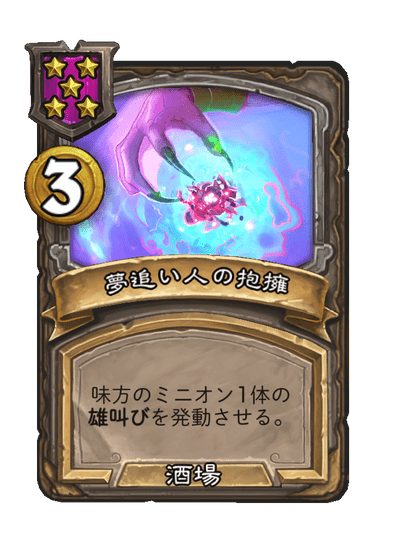 3
夢追い人の抱擁
味方のミニオン1体の
雄叫びを発動させる。
酒場